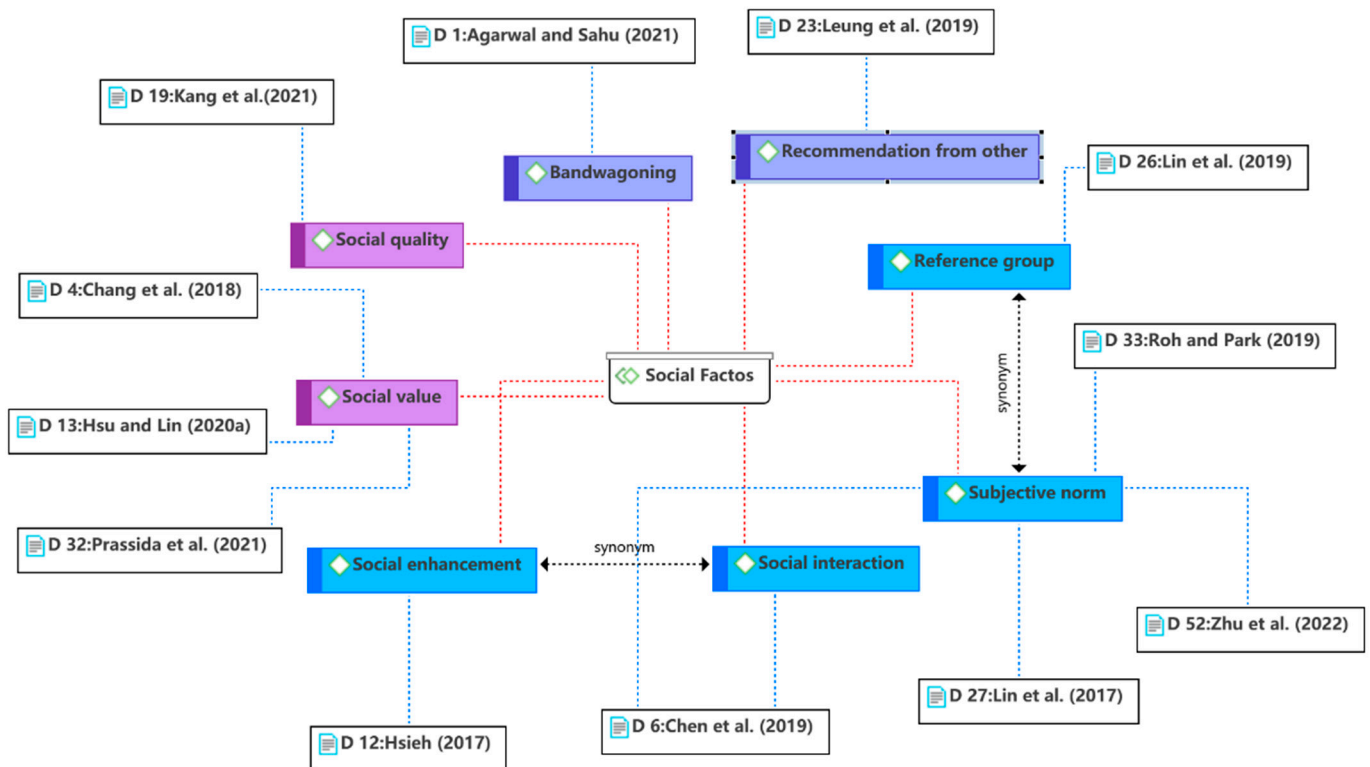 D 23:Leung et al. (2019)
D 1:Agarwal and Sahu (2021)
D 19:Kang et al.(2021)
Recommendation from other
Bandwagoning
D 26:Lin et al. (2019)
Social quality
Reference group
D 4:Chang et al. (2018)
D 33:Roh and Park (2019)
Social Factos
synonym
Social value
D 13:Hsu and Lin (2020a)
Subjective norm
D 32:Prassida et al. (2021)
synonym
Social enhancement
Social interaction
D 52:Zhu et al. (2022)
D 27:Lin et al. (2017)
D 6:Chen et al. (2019)
D 12:Hsieh (2017)